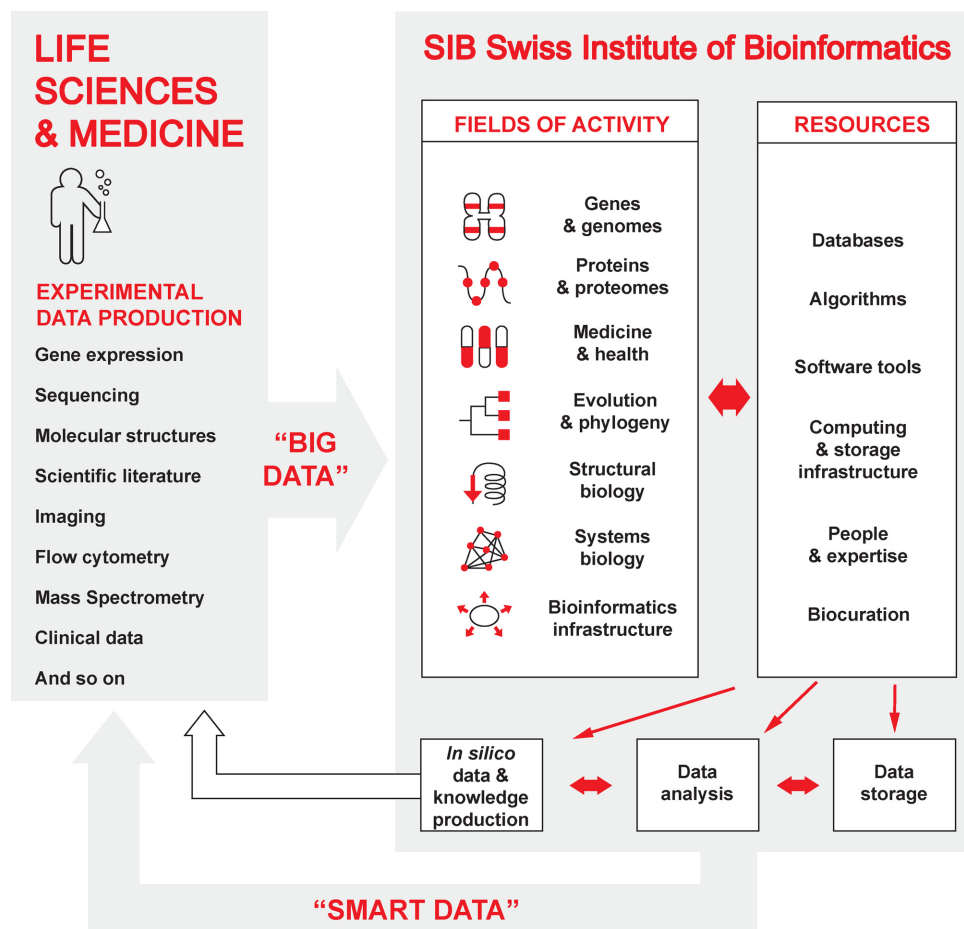 LIFE
SCIENCES
& MEDICINE
EXPERIMENTAL
DATA PRODUCTION
Gene expression
Sequencing
Molecular structures
Scientific literature
Imaging
Flow cytometry
Mass Spectrometry
Clinical data
And so on
“BIG
DATA”
SIB Swiss Institute of Bioinformatics
FIELDS OF ACTIVITY
Genes
& genomes
Proteins
& proteomes
Medicine
& health
Evolution
& phylogeny
Structural
biology
Systems
biology
Bioinformatics
infrastructure
RESOURCES
Databases
Algorithms
Software tools
Computing
& storage
infrastructure
People
& expertise
Biocuration
In silico
data &
knowledge
production
Data
analysis
Data
storage
“SMART DATA”